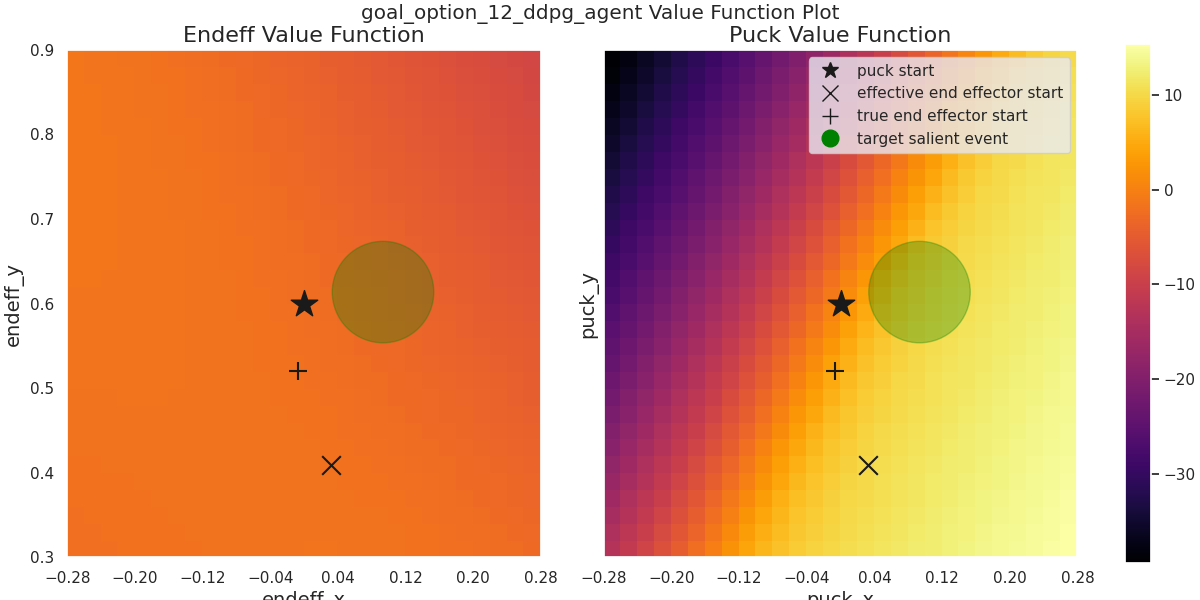 goal_option_12_ddpg_agent Value Function Plot
Endeff Value Function
Puck Value Function
0.9
0.8
0.7
0.6
0.5
0.4
0.3
endeff_y
−0.28 −0.20 −0.12 −0.04 0.04 0.12 0.20 0.28
endeff_x
puck_y
puck start
effective end effector start
true end effector start
target salient event
−0.28 −0.20 −0.12 −0.04 0.04 0.12 0.20 0.28
puck_x
10
0
−10
−20
−30